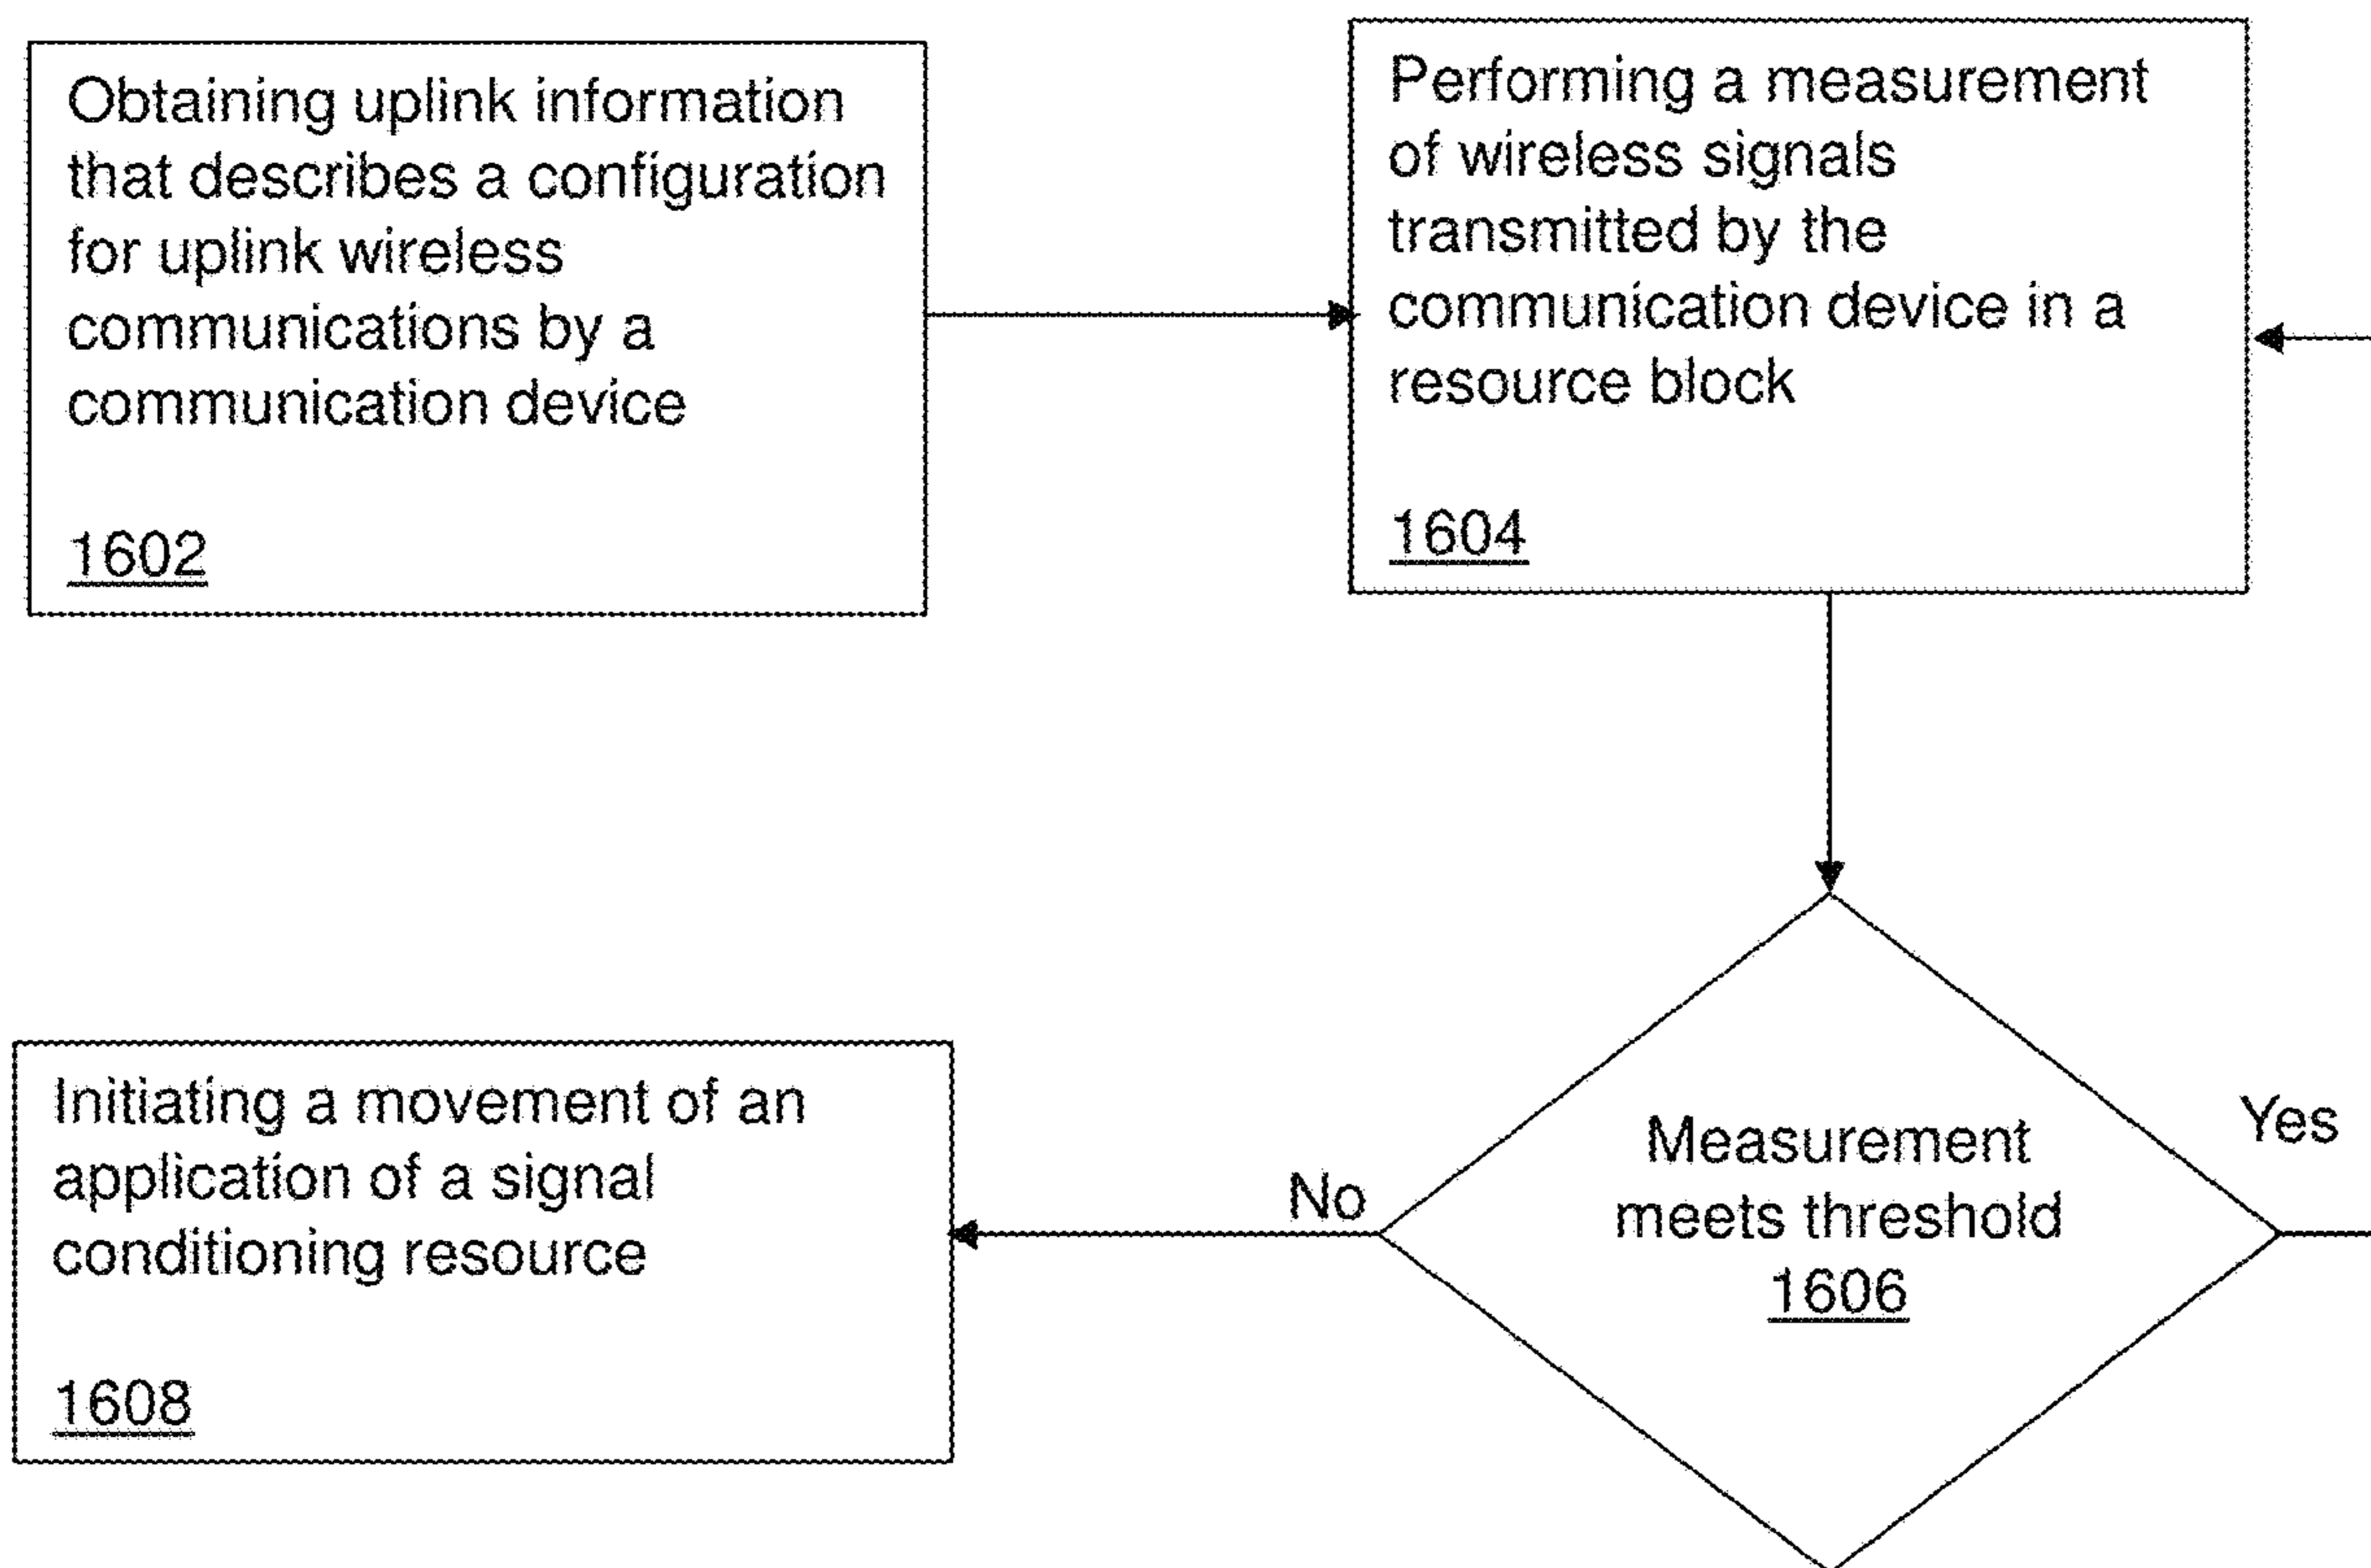 Obtaining uplink information
that describes a configuration
for uplink wireless
communications by a
communication device
1602
Performing a measurement
of wireless signals
transmitted by the
communication device in a
resource block
1604
Measurement
meets threshold
1606
Yes
No
Initiating a movement of an
application of a signal
conditioning resource
1608